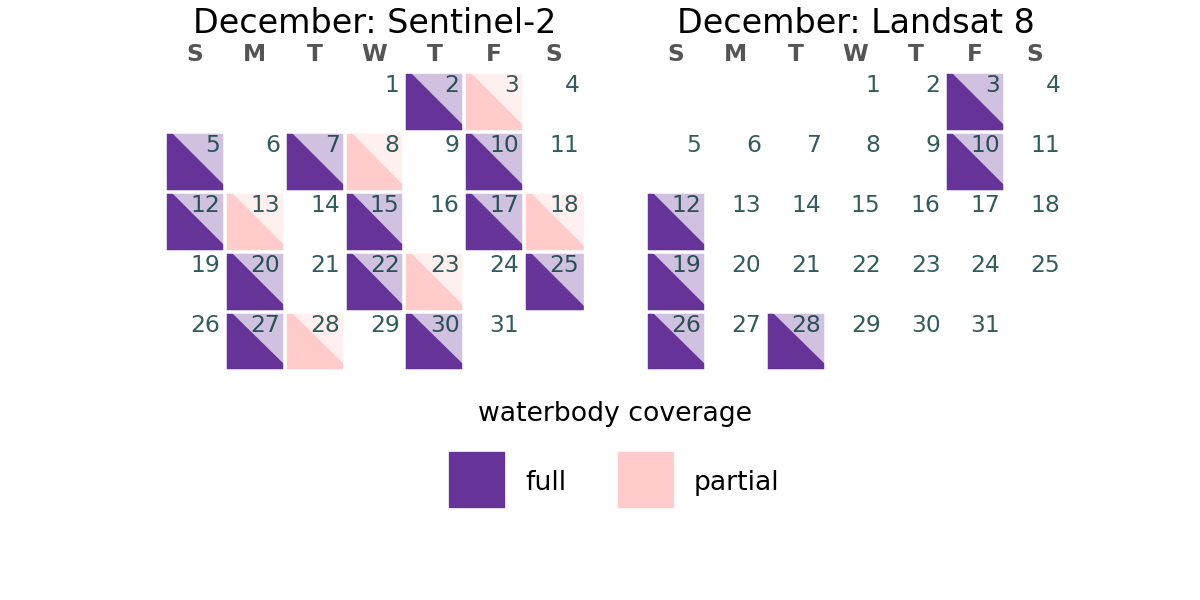 December: Sentinel-2
S M T W T F S
1 2 3 4
5 6 7 8 9 10 11
12 13 14 15 16 17 18
19 20 21 22 23 24 25
26 27 28 29 30 31
December: Landsat 8
S M T W T F S
1 2 3 4
5 6 7 8 9 10 11
12 13 14 15 16 17 18
19 20 21 22 23 24 25
26 27 28 29 30 31
waterbody coverage
full
partial